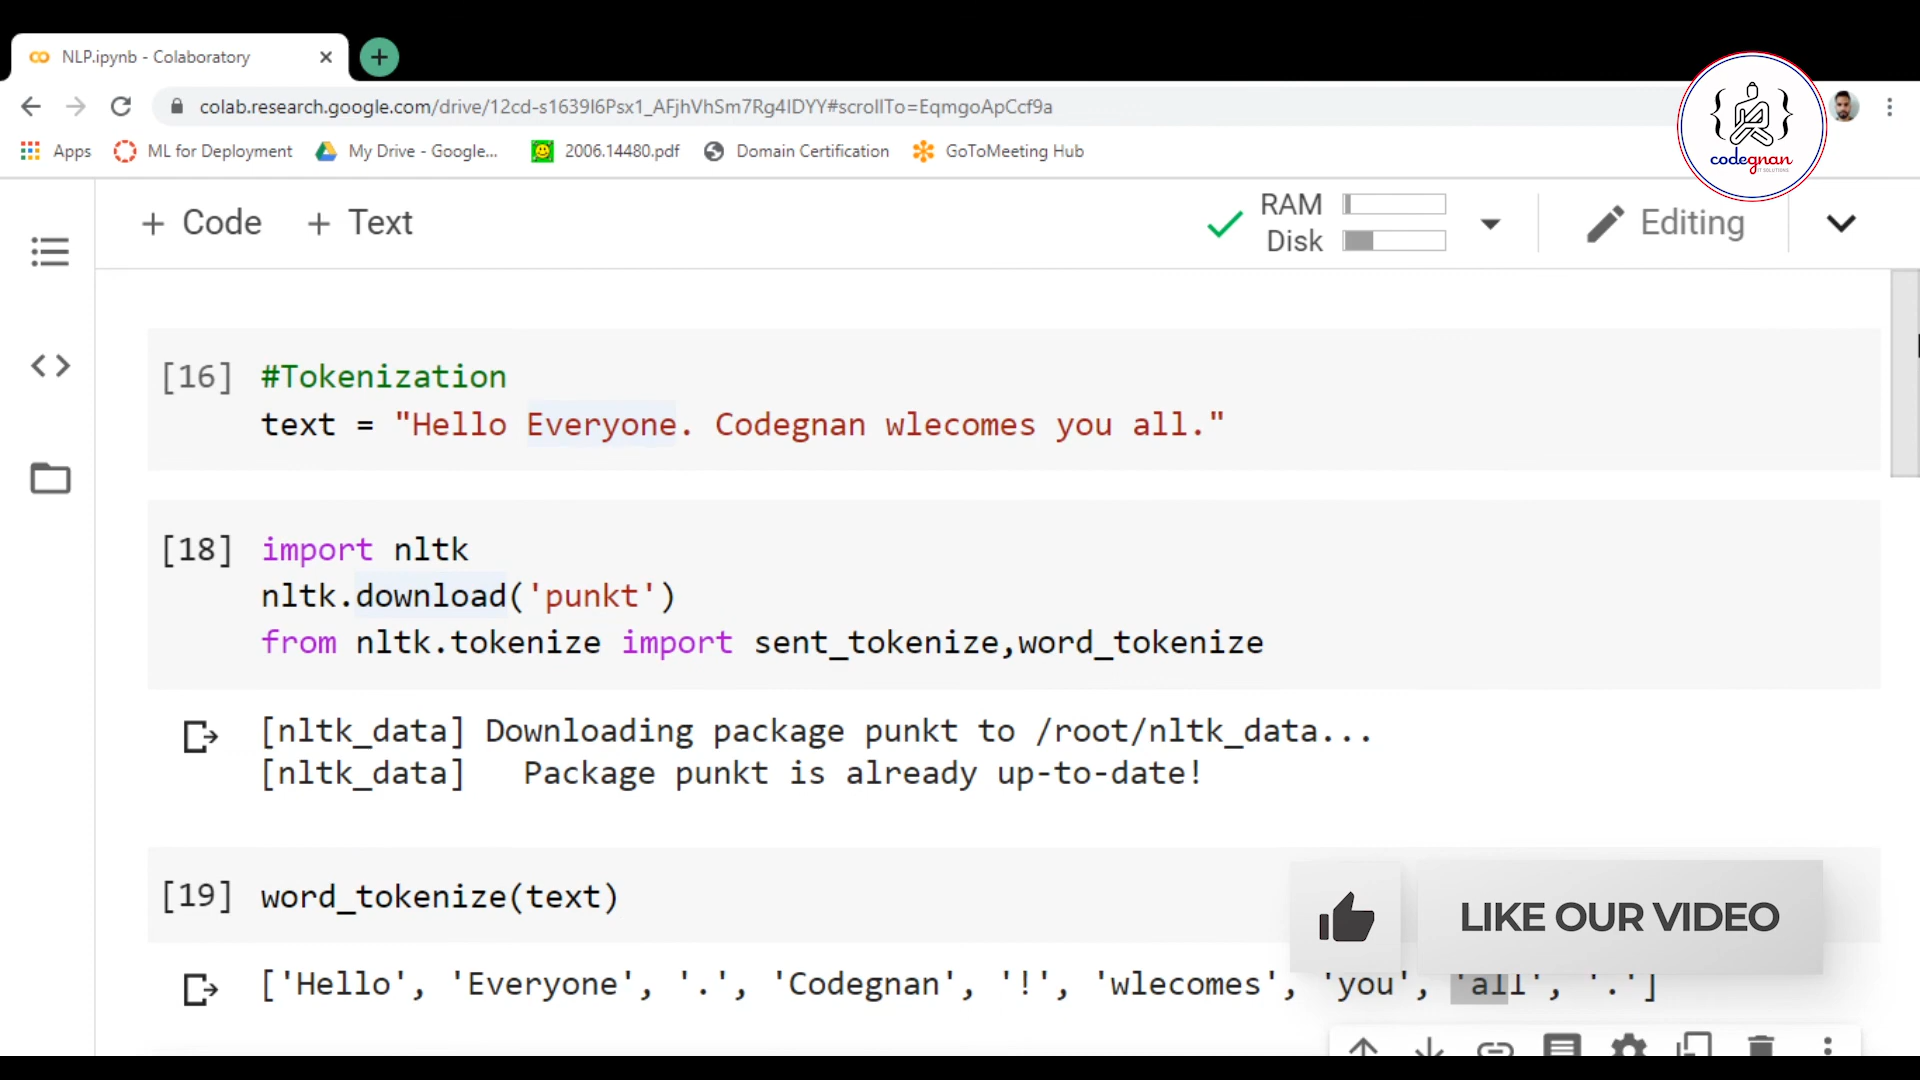 NLP.ipynb - Colaboratory
colab.research.google.com/drive/12cd-s1639I6Psx1_AFjhVhSm7Rg4IDYY#scrollTo=EqmgoApCcf9a
Apps ML for Deployment My Drive - Google... 2006.14480.pdf Domain Certification GoToMeeting Hub
codegnan
IT SOLUTIONS
+ Code + Text
RAM
Disk
Editing
[16] #Tokenization
text = "Hello Everyone. Codegnan wlecomes you all."
[18] import nltk
nltk.download('punkt')
from nltk.tokenize import sent_tokenize,word_tokenize
[nltk_data] Downloading package punkt to /root/nltk_data...
[nltk_data]   Package punkt is already up-to-date!
[19] word_tokenize(text)
LIKE OUR VIDEO
['Hello', 'Everyone', '.', 'Codegnan', '!', 'wlecomes', 'you', 'all', '.']